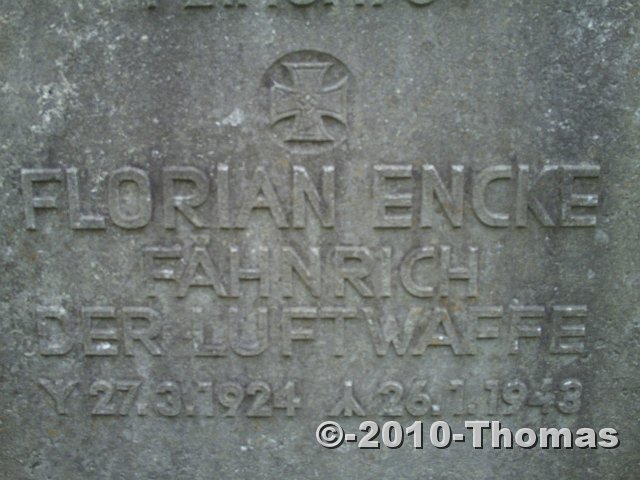 FLORIAN ENCKE
FÄHNRICH
DER LUFTWAFFE
ᛉ 27.3.1924 ᛦ 26.1.1943
©-2010-Thomas